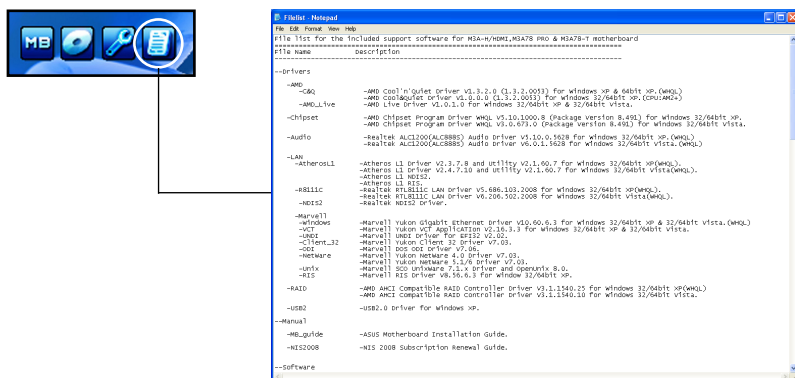 MB
Filelist - Notepad
File Edit Format View Help
File list for the included support software for M3A-H/HDMI,M3A78 PRO & M3A78-T motherboard
================================================================================
File Name Description
--------------------------------------------------------------------------------
--Drivers
-AMD
-C&Q -AMD Cool'n'Quiet Driver V1.3.2.0 (1.3.2.0053) for Windows XP & 64bit XP.(WHQL)
-AMD Cool&Quiet Driver V1.0.0.0 (1.3.2.0053) for Windows 32/64bit XP.(CPU:AM2+)
-AMD_Live -AMD Live Driver V1.0.1.0 for Windows 32/64bit XP & 32/64bit Vista.
-Chipset -AMD Chipset Program Driver WHQL V5.10.1000.8 (Package Version 8.491) for Windows 32/64bit XP.
-AMD Chipset Program Driver WHQL V3.0.673.0 (Package Version 8.491) for Windows 32/64bit Vista.
-Audio -Realtek ALC1200(ALC888S) Audio Driver V5.10.0.5628 for Windows 32/64bit XP.(WHQL)
-Realtek ALC1200(ALC888S) Audio Driver V6.0.1.5628 for Windows 32/64bit Vista.(WHQL)
-LAN
-AtherosL1 -Atheros L1 Driver V2.3.7.8 and Utility V2.1.60.7 for Windows 32/64bit XP(WHQL).
-Atheros L1 Driver V2.4.7.10 and Utility V2.1.60.7 for Windows 32/64bit Vista(WHQL).
-Atheros L1 NDIS2.
-Atheros L1 RIS.
-R8111C -Realtek RTL8111C LAN Driver V5.686.103.2008 for Windows 32/64bit XP(WHQL).
-Realtek RTL8111C LAN Driver V6.206.502.2008 for Windows 32/64bit Vista(WHQL).
-NDIS2 -Realtek NDIS2 Driver.
-Marvell
-Windows -Marvell Yukon Gigabit Ethernet Driver V10.60.6.3 for Windows 32/64bit XP & 32/64bit Vista.(WHQL)
-VCT -Marvell Yukon VCT ApplicATIon V2.16.3.3 for Windows 32/64bit XP & 32/64bit Vista.
-UNDI -Marvell UNDI Driver for EFI32 V2.02.
-Client_32 -Marvell Yukon Client 32 Driver V7.03.
-ODI -Marvell DOS ODI Driver V7.06.
-NetWare -Marvell Yukon NetWare 4.0 Driver V7.03.
-Marvell Yukon NetWare 5.1/6 Driver V7.03.
-Unix -Marvell SCO UnixWare 7.1.x Driver and OpenUnix 8.0.
-RIS -Marvell RIS Driver V8.56.6.3 for Window 32/64bit XP.
-RAID -AMD AHCI Compatible RAID Controller Driver V3.1.1540.25 for Windows 32/64bit XP(WHQL)
-AMD AHCI Compatible RAID Controller Driver V3.1.1540.10 for Windows 32/64bit Vista.
-USB2 -USB2.0 Driver for Windows XP.
--Manual
-MB_guide -ASUS Motherboard Installation Guide.
-NIS2008 -NIS 2008 Subscription Renewal Guide.
--Software